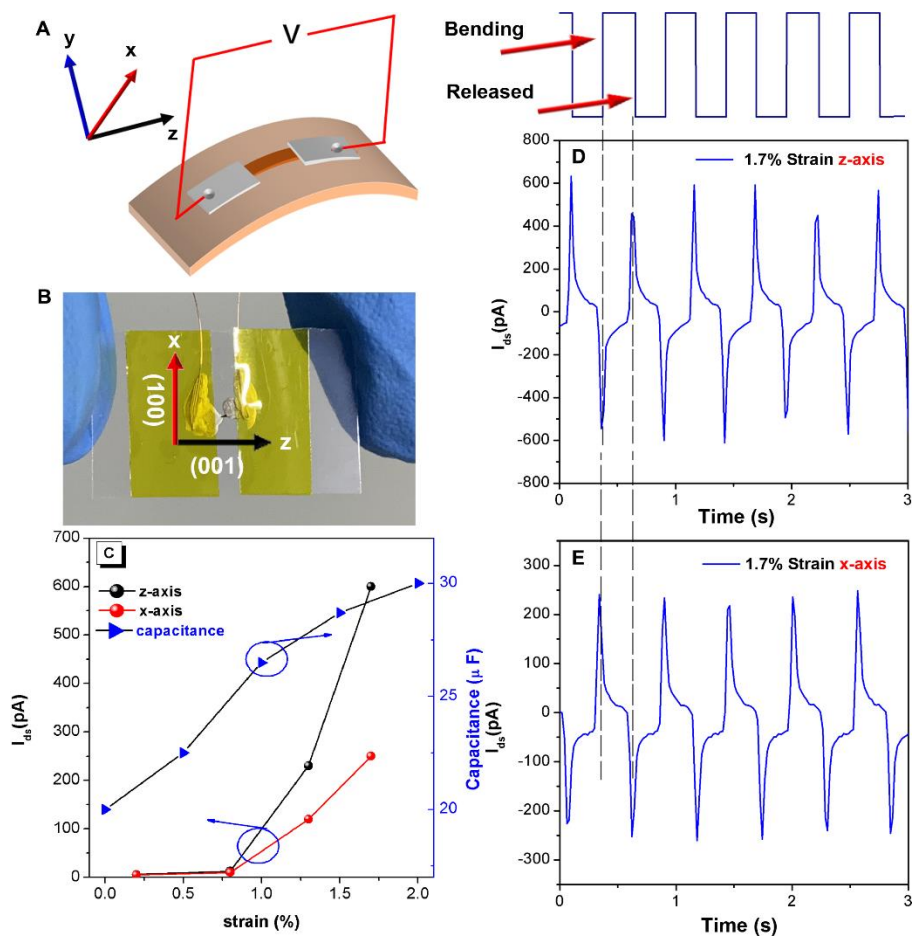 A
y
x
z
V
B
x
(100)
z
(001)
C
z-axis
x-axis
capacitance
700
600
500
400
300
200
100
0
I_ds(pA)
30
25
20
Capacitance (μ F)
0.0 0.5 1.0 1.5 2.0
strain (%)
Bending
Released
D
1.7% Strain z-axis
800
600
400
200
0
-200
-400
-600
-800
I_ds(pA)
0 1 2 3
Time (s)
E
1.7% Strain x-axis
300
200
100
0
-100
-200
-300
I_ds(pA)
0 1 2 3
Time (s)